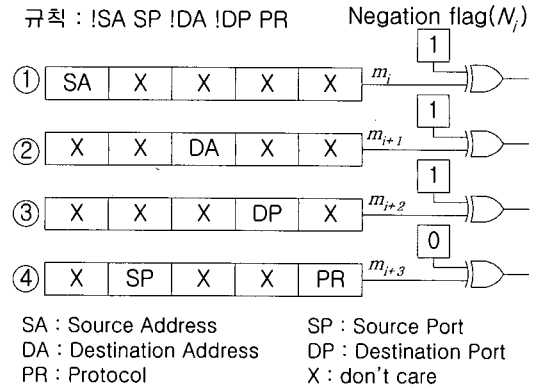 규칙 : !SA SP !DA !DP PR
Negation flag(Nᵢ)
1
① SA X X X X mᵢ
1
② X X DA X X mᵢ₊₁
1
③ X X X DP X mᵢ₊₂
0
④ X SP X X PR mᵢ₊₃
SA : Source Address SP : Source Port
DA : Destination Address DP : Destination Port
PR : Protocol X : don't care